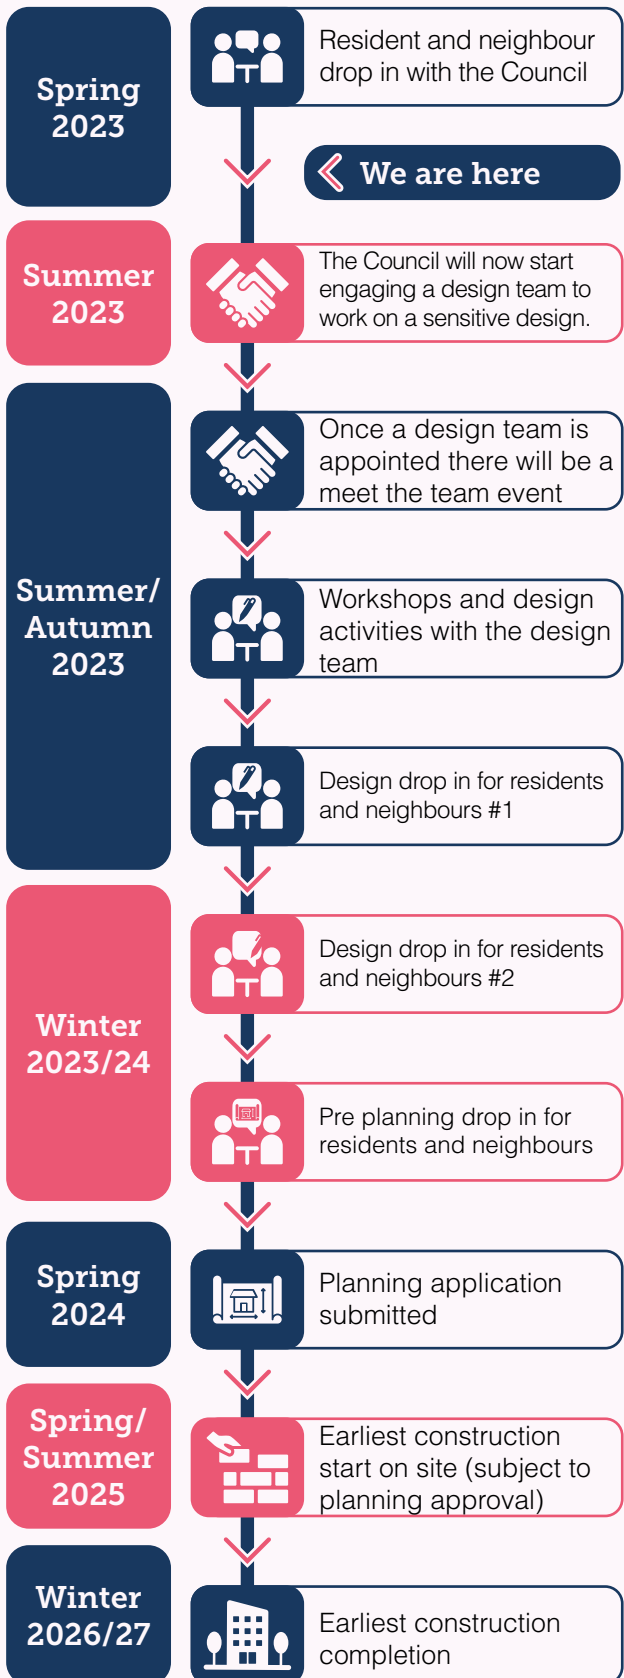 Spring
2023
Resident and neighbour
drop in with the Council
We are here
Summer
2023
The Council will now start
engaging a design team to
work on a sensitive design.
Summer/
Autumn
2023
Once a design team is
appointed there will be a
meet the team event
Workshops and design
activities with the design
team
Design drop in for residents
and neighbours #1
Winter
2023/24
Design drop in for residents
and neighbours #2
Pre planning drop in for
residents and neighbours
Spring
2024
Planning application
submitted
Spring/
Summer
2025
Earliest construction
start on site (subject to
planning approval)
Winter
2026/27
Earliest construction
completion